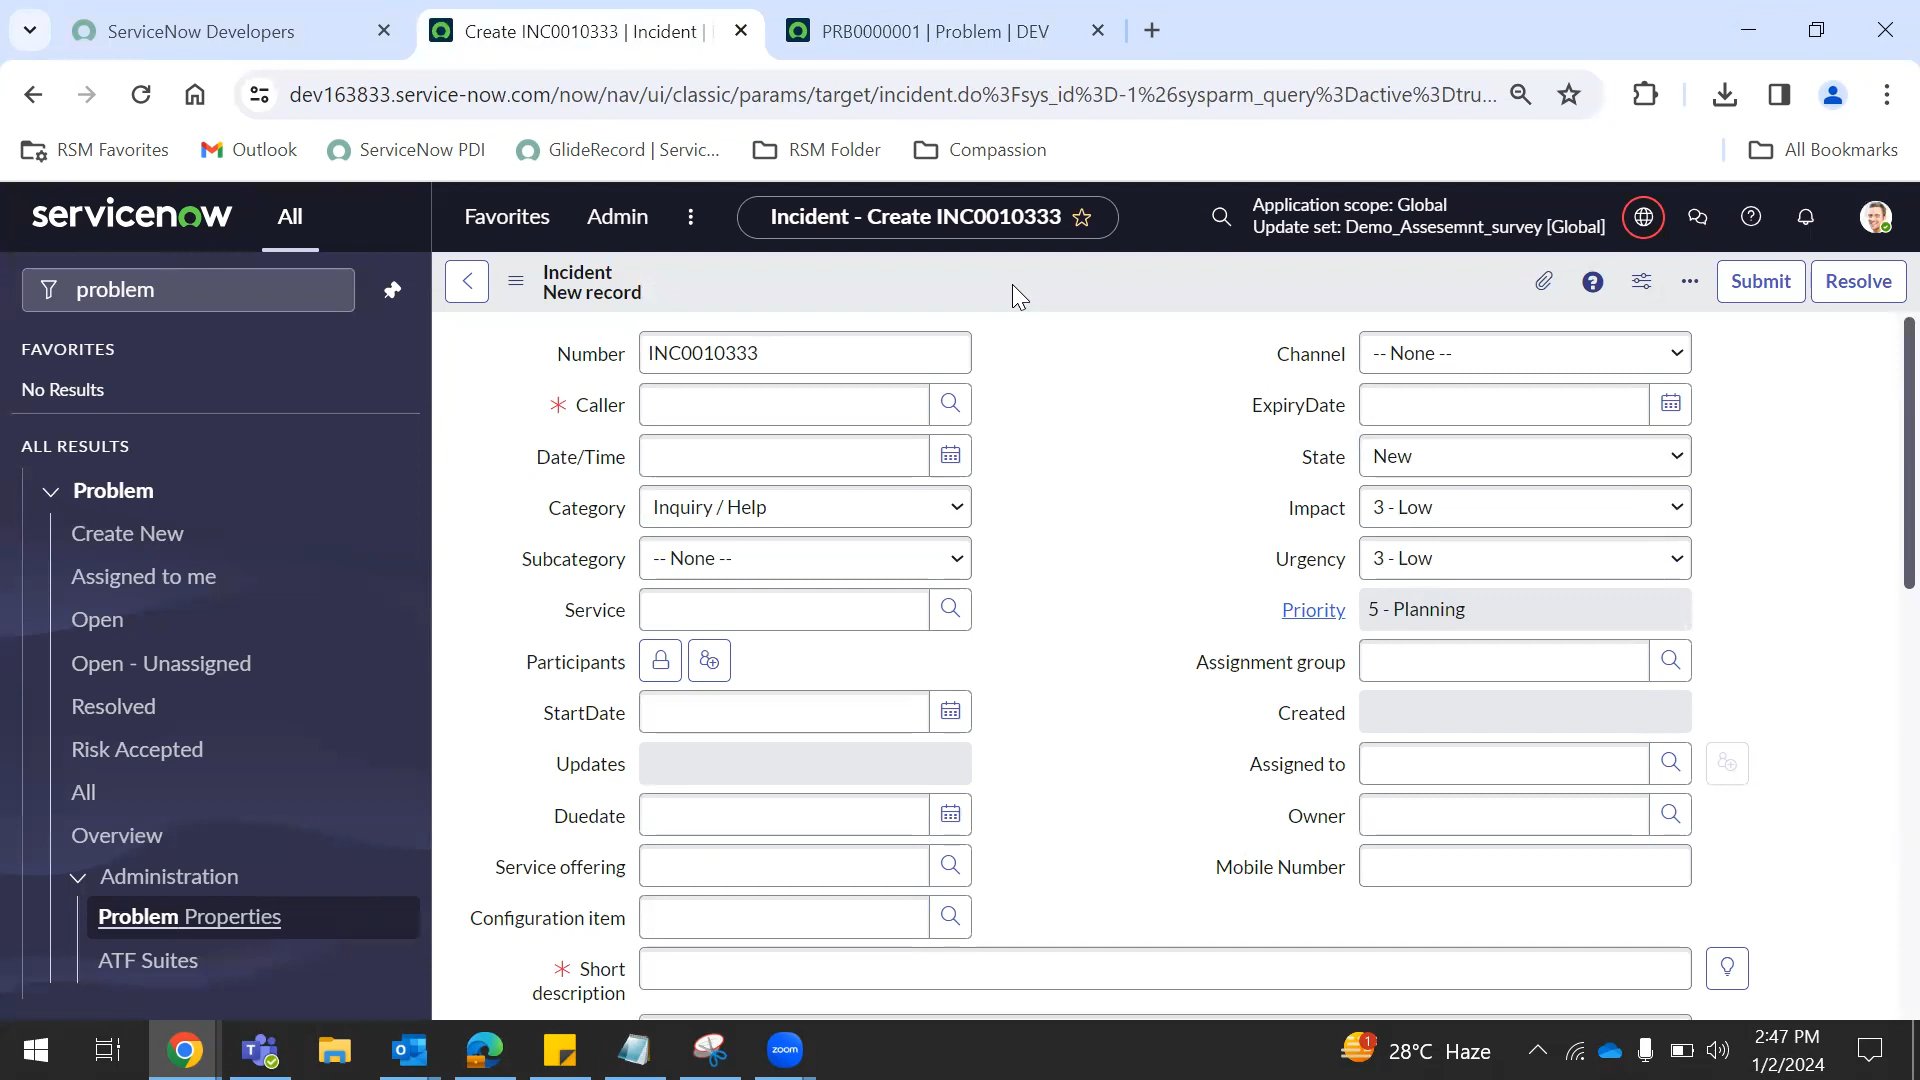 ServiceNow Developers
Create INC0010333 | Incident |
PRB0000001 | Problem | DEV
dev163833.service-now.com/now/nav/ui/classic/params/target/incident.do%3Fsys_id%3D-1%26sysparm_query%3Dactive%3Dtru...
RSM Favorites
Outlook
ServiceNow PDI
GlideRecord | Servic...
RSM Folder
Compassion
All Bookmarks
servicenow
All
Favorites
Admin
Incident - Create INC0010333
Application scope: Global
Update set: Demo_Assesemnt_survey [Global]
problem
Incident
New record
Submit
Resolve
FAVORITES
No Results
ALL RESULTS
Problem
Create New
Assigned to me
Open
Open - Unassigned
Resolved
Risk Accepted
All
Overview
Administration
Problem Properties
ATF Suites
Number INC0010333
* Caller
Date/Time
Category Inquiry / Help
Subcategory -- None --
Service
Participants
StartDate
Updates
Duedate
Service offering
Configuration item
* Short
description
Channel -- None --
ExpiryDate
State New
Impact 3 - Low
Urgency 3 - Low
Priority 5 - Planning
Assignment group
Created
Assigned to
Owner
Mobile Number
zoom
1
28°C Haze
2:47 PM
1/2/2024